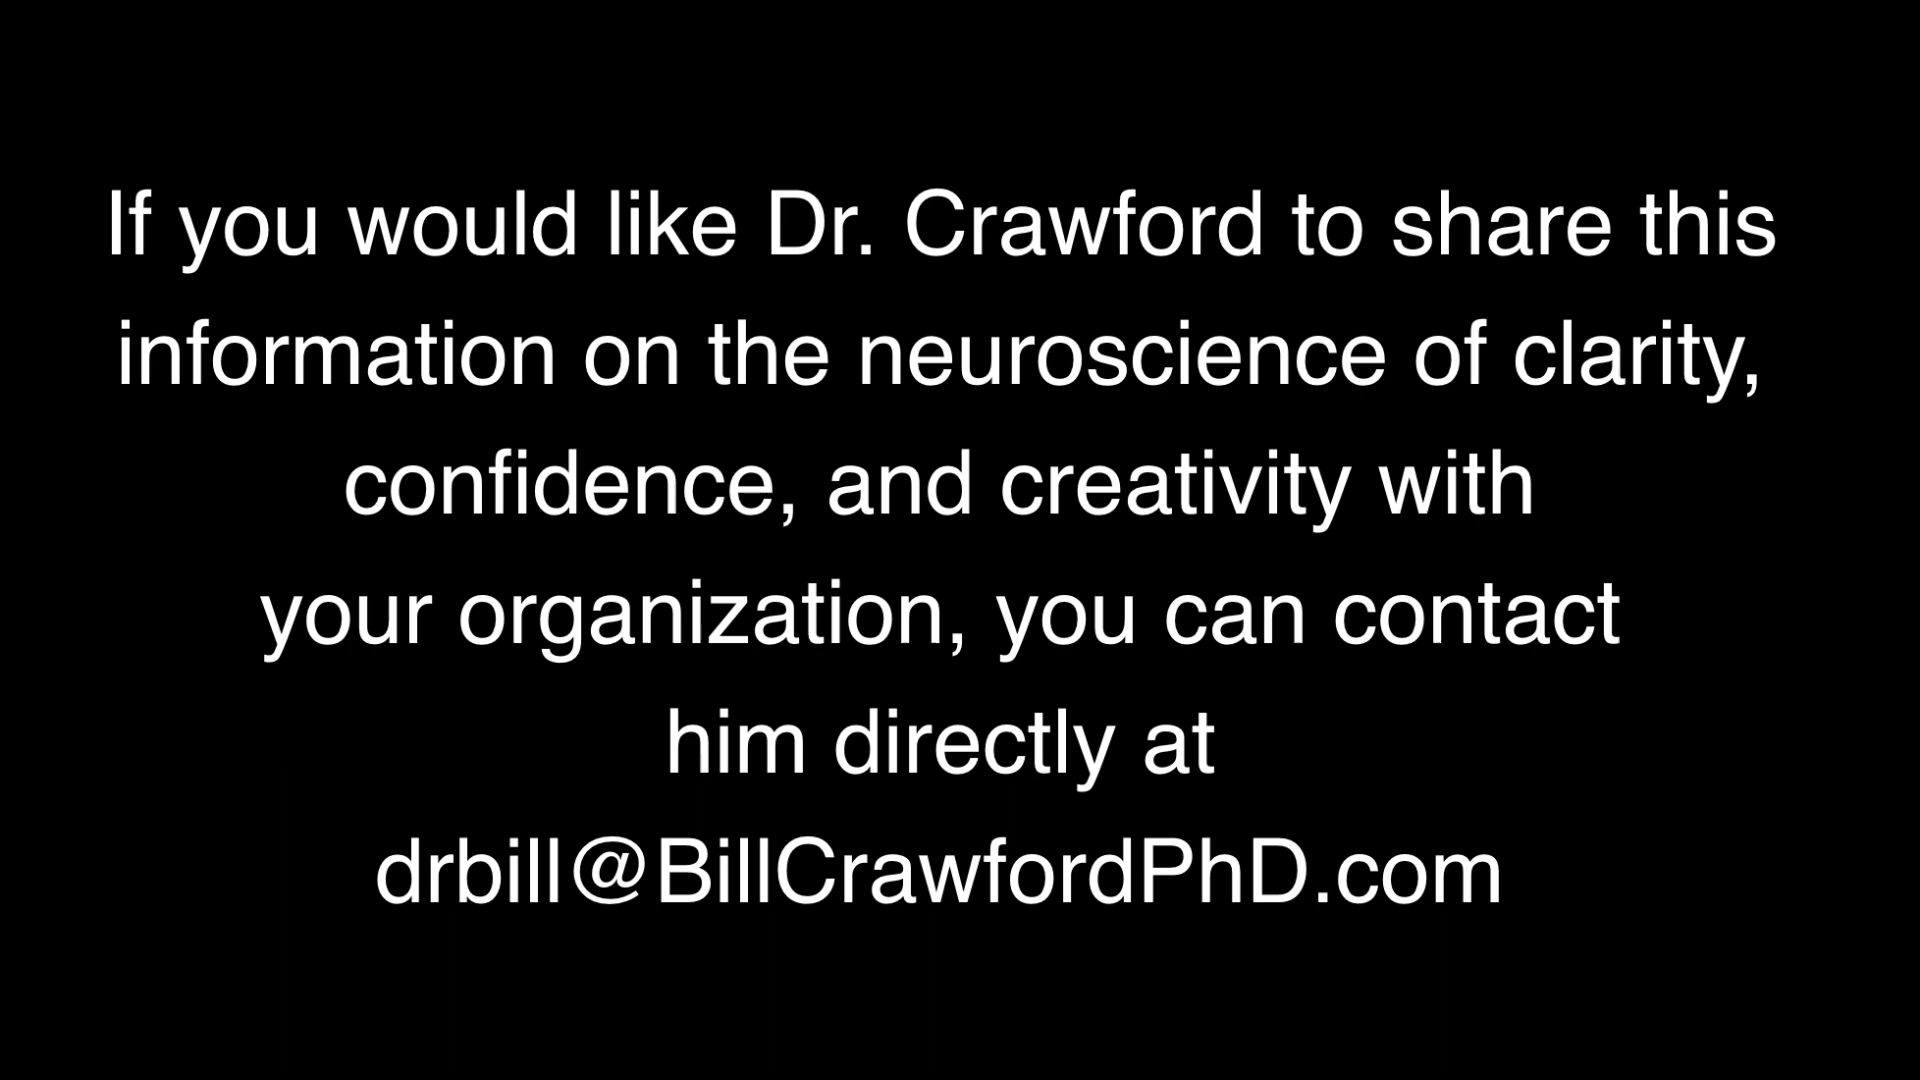 If you would like Dr. Crawford to share this
information on the neuroscience of clarity,
confidence, and creativity with
your organization, you can contact
him directly at
drbill@BillCrawfordPhD.com